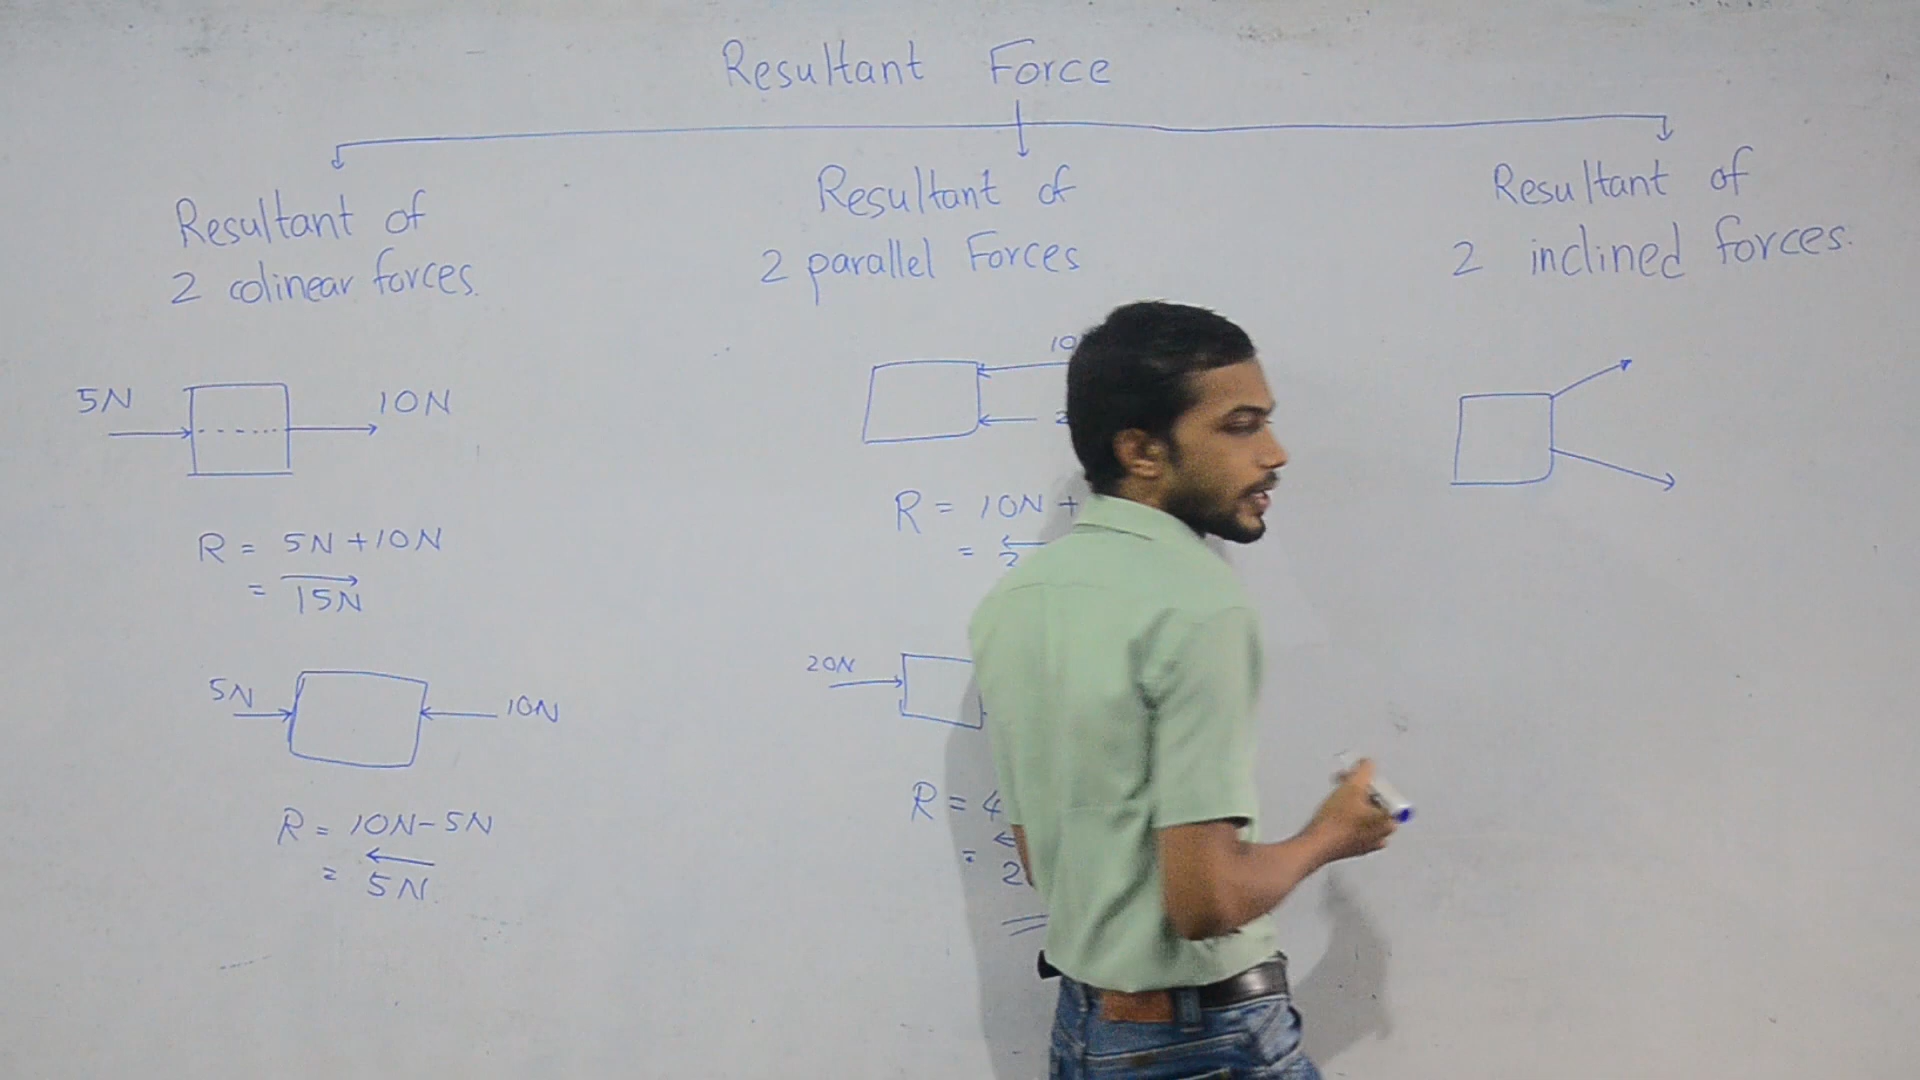 Resultant Force
Resultant of
2 colinear forces.
5N 10N
R = 5N + 10N
= 15N
5N 10N
R = 10N - 5N
= 5N
Resultant of
2 parallel Forces
10
R = 10N +
=
20N
R = 4
=
Resultant of
2 inclined forces.